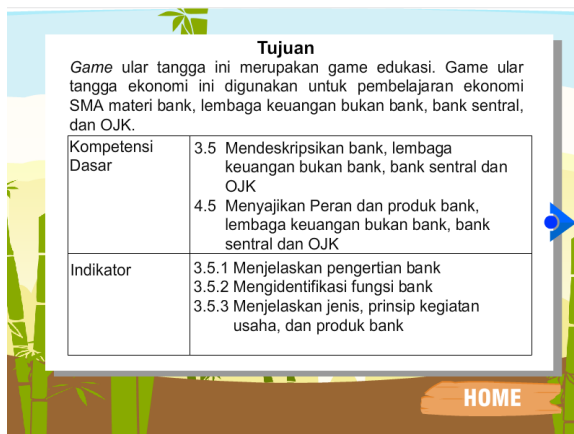 Tujuan
Game ular tangga ini merupakan game edukasi. Game ular
tangga ekonomi ini digunakan untuk pembelajaran ekonomi
SMA materi bank, lembaga keuangan bukan bank, bank sentral,
dan OJK.
Kompetensi
Dasar
3.5 Mendeskripsikan bank, lembaga
keuangan bukan bank, bank sentral dan
OJK
4.5 Menyajikan Peran dan produk bank,
lembaga keuangan bukan bank, bank
sentral dan OJK
Indikator
3.5.1 Menjelaskan pengertian bank
3.5.2 Mengidentifikasi fungsi bank
3.5.3 Menjelaskan jenis, prinsip kegiatan
usaha, dan produk bank
HOME